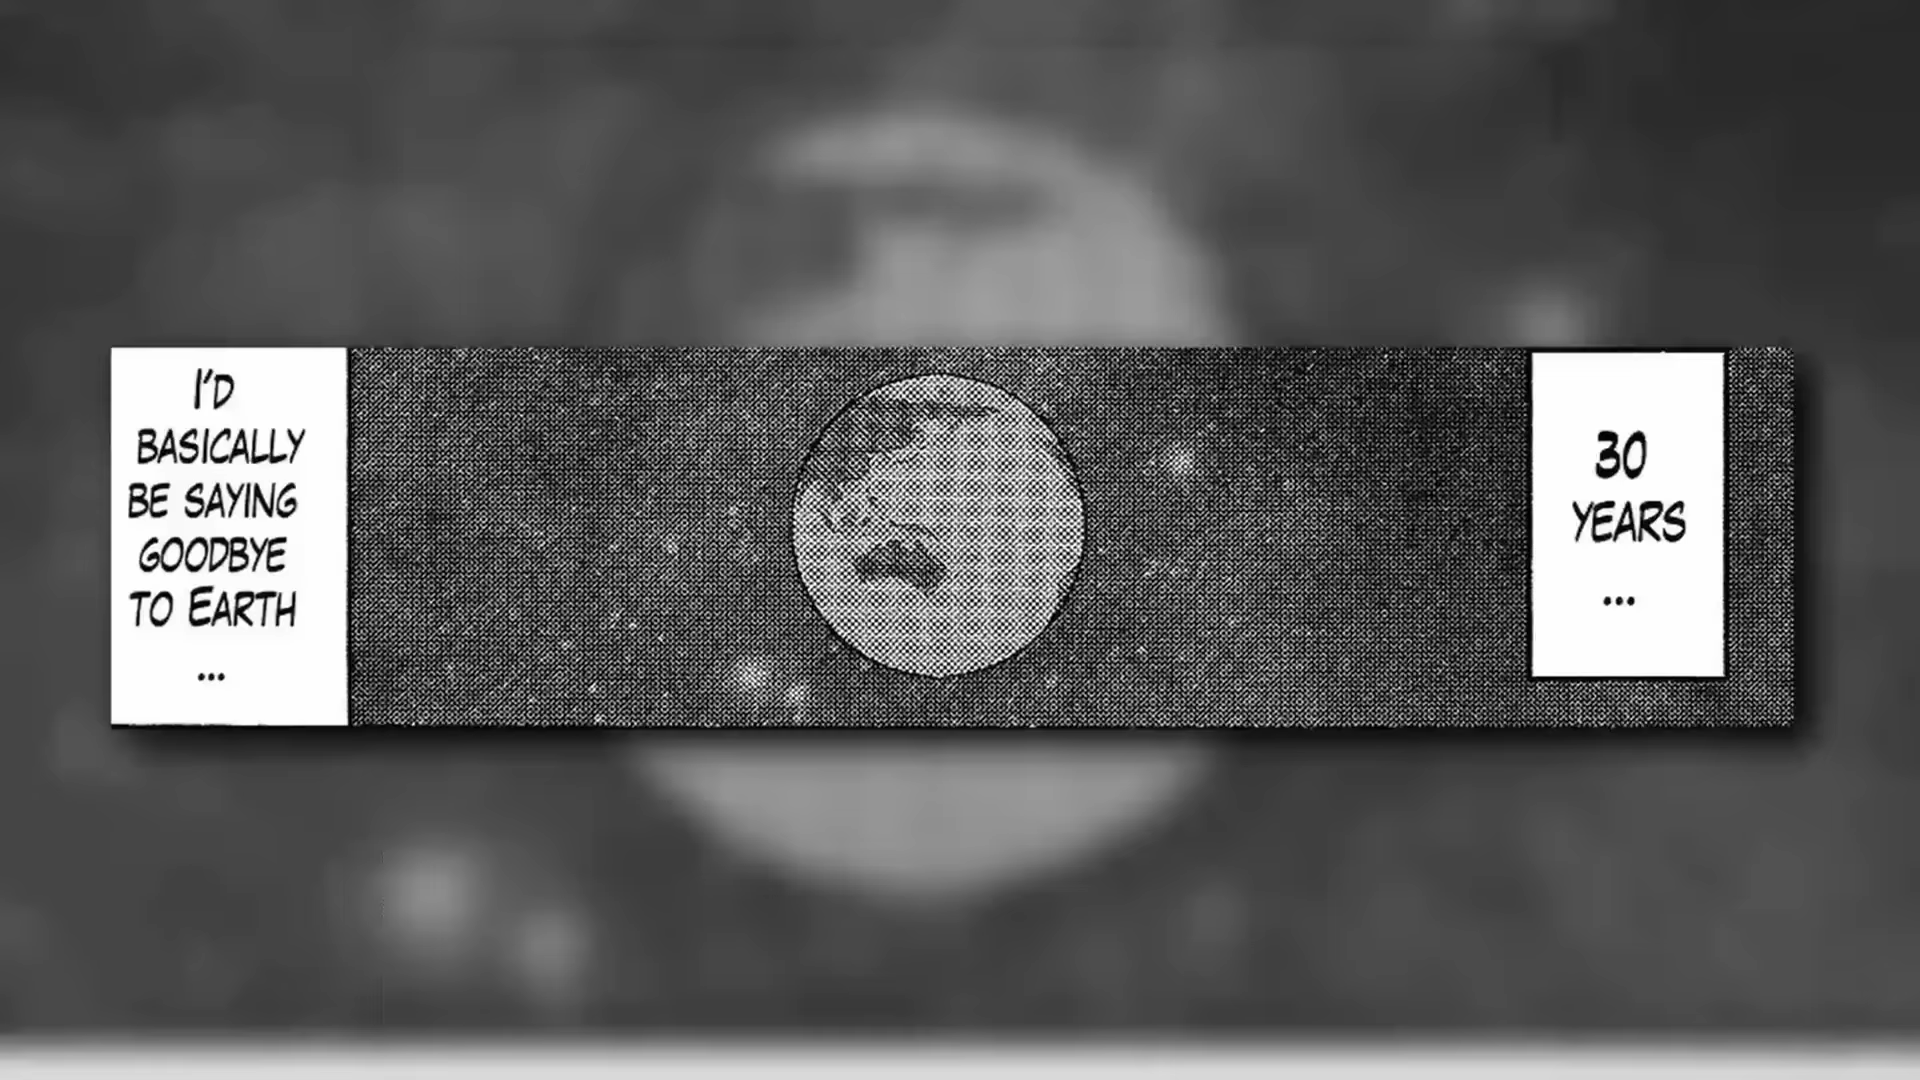 30
YEARS
...
I'D
BASICALLY
BE SAYING
GOODBYE
TO EARTH
...